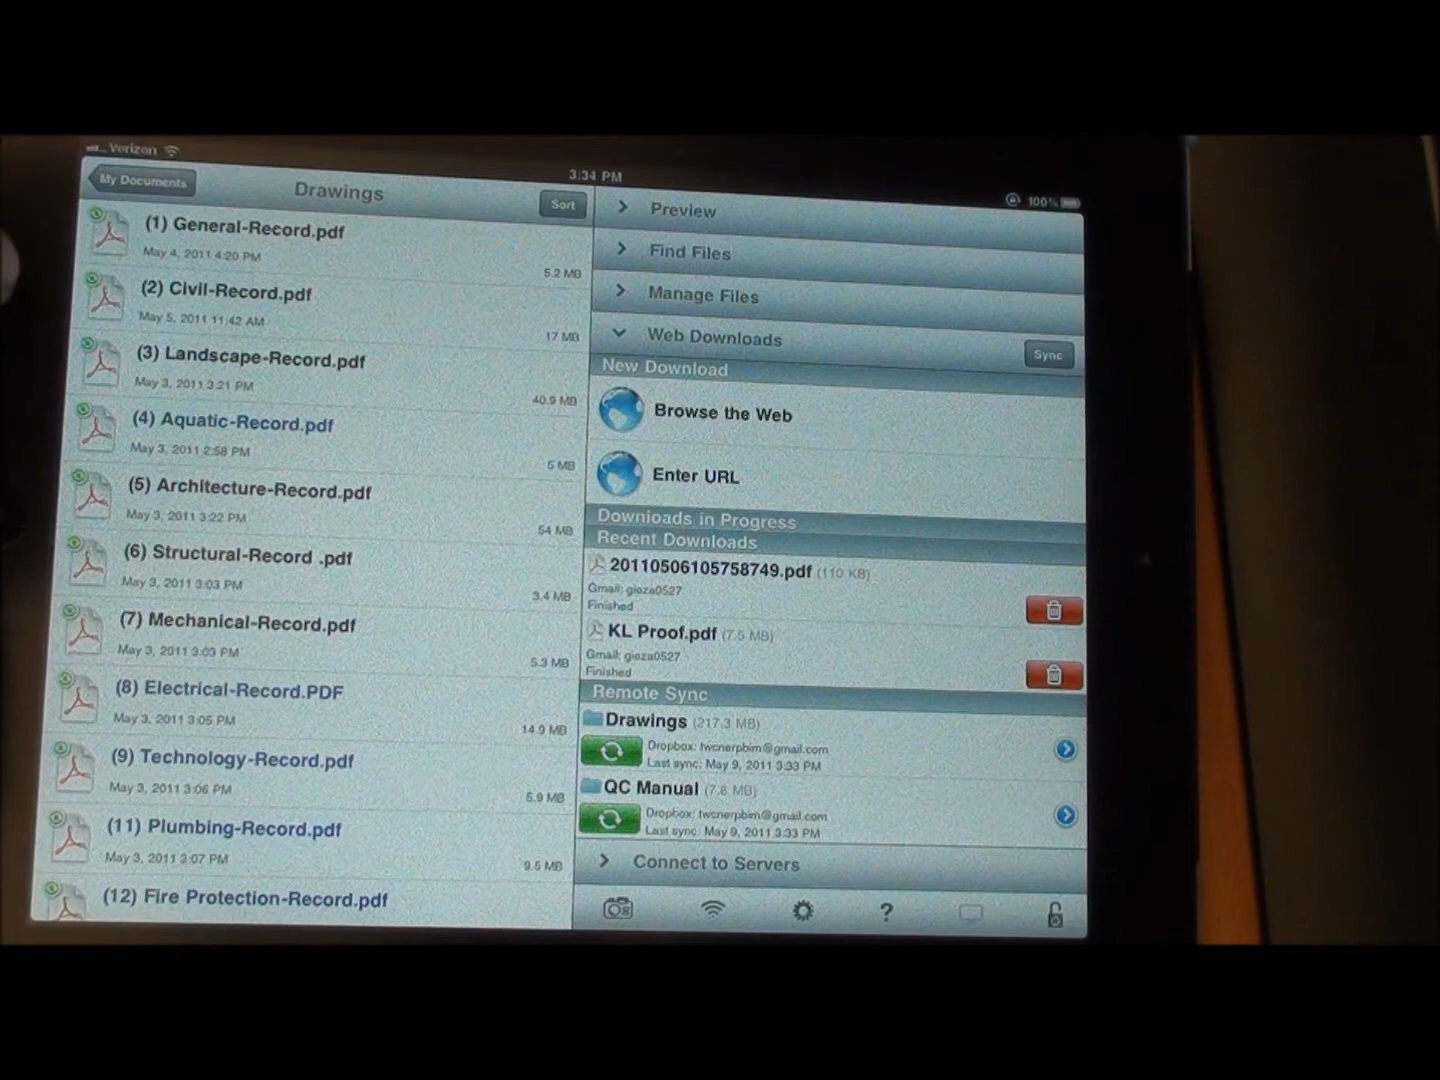 Verizon
3:34 PM
100%
My Documents
Drawings
Sort
(1) General-Record.pdf
May 4, 2011 4:20 PM
5.2 MB
(2) Civil-Record.pdf
May 5, 2011 11:42 AM
17 MB
(3) Landscape-Record.pdf
May 3, 2011 3:21 PM
40.9 MB
(4) Aquatic-Record.pdf
May 3, 2011 2:58 PM
5 MB
(5) Architecture-Record.pdf
May 3, 2011 3:22 PM
54 MB
(6) Structural-Record .pdf
May 3, 2011 3:03 PM
3.4 MB
(7) Mechanical-Record.pdf
May 3, 2011 3:03 PM
5.3 MB
(8) Electrical-Record.PDF
May 3, 2011 3:05 PM
14.9 MB
(9) Technology-Record.pdf
May 3, 2011 3:06 PM
5.9 MB
(11) Plumbing-Record.pdf
May 3, 2011 3:07 PM
9.5 MB
(12) Fire Protection-Record.pdf
Preview
Find Files
Manage Files
Web Downloads
Sync
New Download
Browse the Web
Enter URL
Downloads in Progress
Recent Downloads
20110506105758749.pdf (110 KB)
Gmail: gieza0527
Finished
KL Proof.pdf (7.5 MB)
Gmail: gieza0527
Finished
Remote Sync
Drawings (217.3 MB)
Dropbox: twcnerpbim@gmail.com
Last sync: May 9, 2011 3:33 PM
QC Manual (7.8 MB)
Dropbox: twcnerpbim@gmail.com
Last sync: May 9, 2011 3:33 PM
Connect to Servers
?